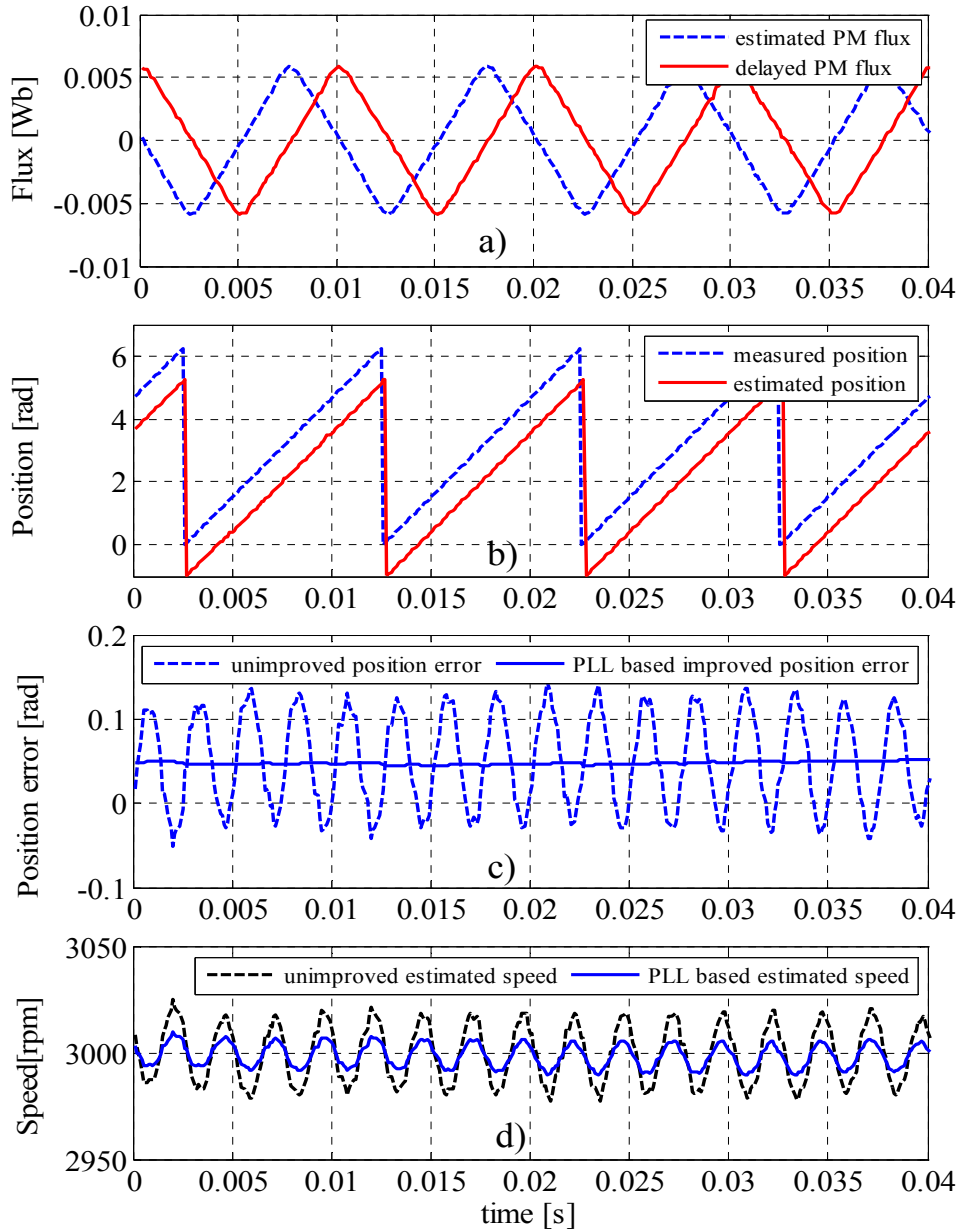 0.01
0.005
0
-0.005
-0.01
Flux [Wb]
estimated PM flux
delayed PM flux
a)
0 0.005 0.01 0.015 0.02 0.025 0.03 0.035 0.04
6
4
2
0
Position [rad]
measured position
estimated position
b)
0 0.005 0.01 0.015 0.02 0.025 0.03 0.035 0.04
0.2
0.1
0
-0.1
Position error [rad]
unimproved position error PLL based improved position error
c)
0 0.005 0.01 0.015 0.02 0.025 0.03 0.035 0.04
3050
3000
2950
Speed[rpm]
unimproved estimated speed PLL based estimated speed
d)
0 0.005 0.01 0.015 0.02 0.025 0.03 0.035 0.04
time [s]